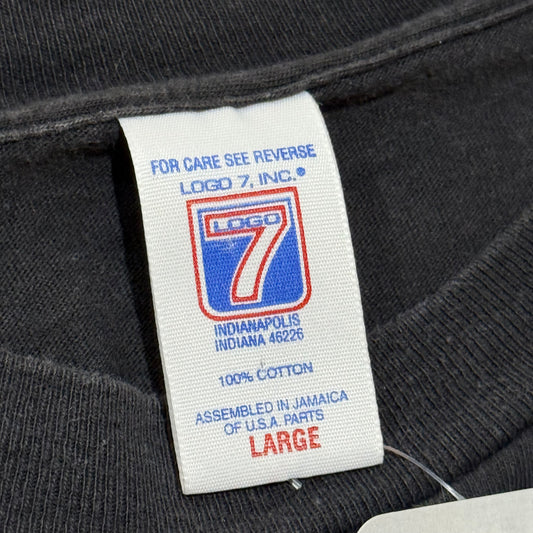 FOR CARE SEE REVERSE
LOGO 7, INC.®
LOGO
7
INDIANAPOLIS
INDIANA 46226
100% COTTON
ASSEMBLED IN JAMAICA
OF U.S.A. PARTS
LARGE